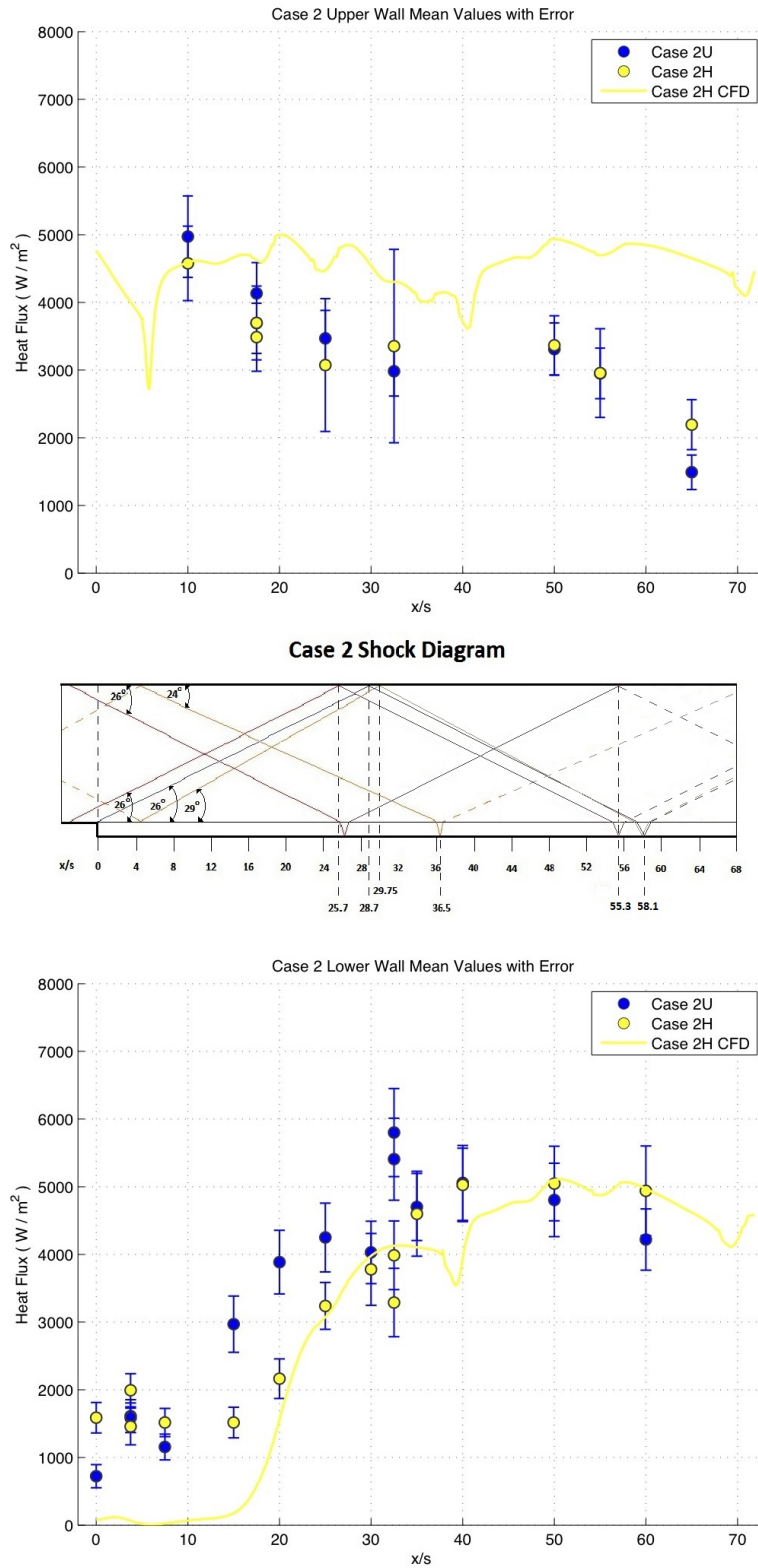 Case 2 Upper Wall Mean Values with Error
8000
7000
6000
5000
4000
3000
2000
1000
0
Heat Flux ( W / m² )
Case 2U
Case 2H
Case 2H CFD
0 10 20 30 40 50 60 70
x/s
Case 2 Shock Diagram
26° 24°
26° 26° 29°
x/s 0 4 8 12 16 20 24 28 32 36 40 44 48 52 56 60 64 68
29.75
25.7 28.7 36.5 55.3 58.1
Case 2 Lower Wall Mean Values with Error
8000
7000
6000
5000
4000
3000
2000
1000
0
Heat Flux ( W / m² )
Case 2U
Case 2H
Case 2H CFD
0 10 20 30 40 50 60 70
x/s